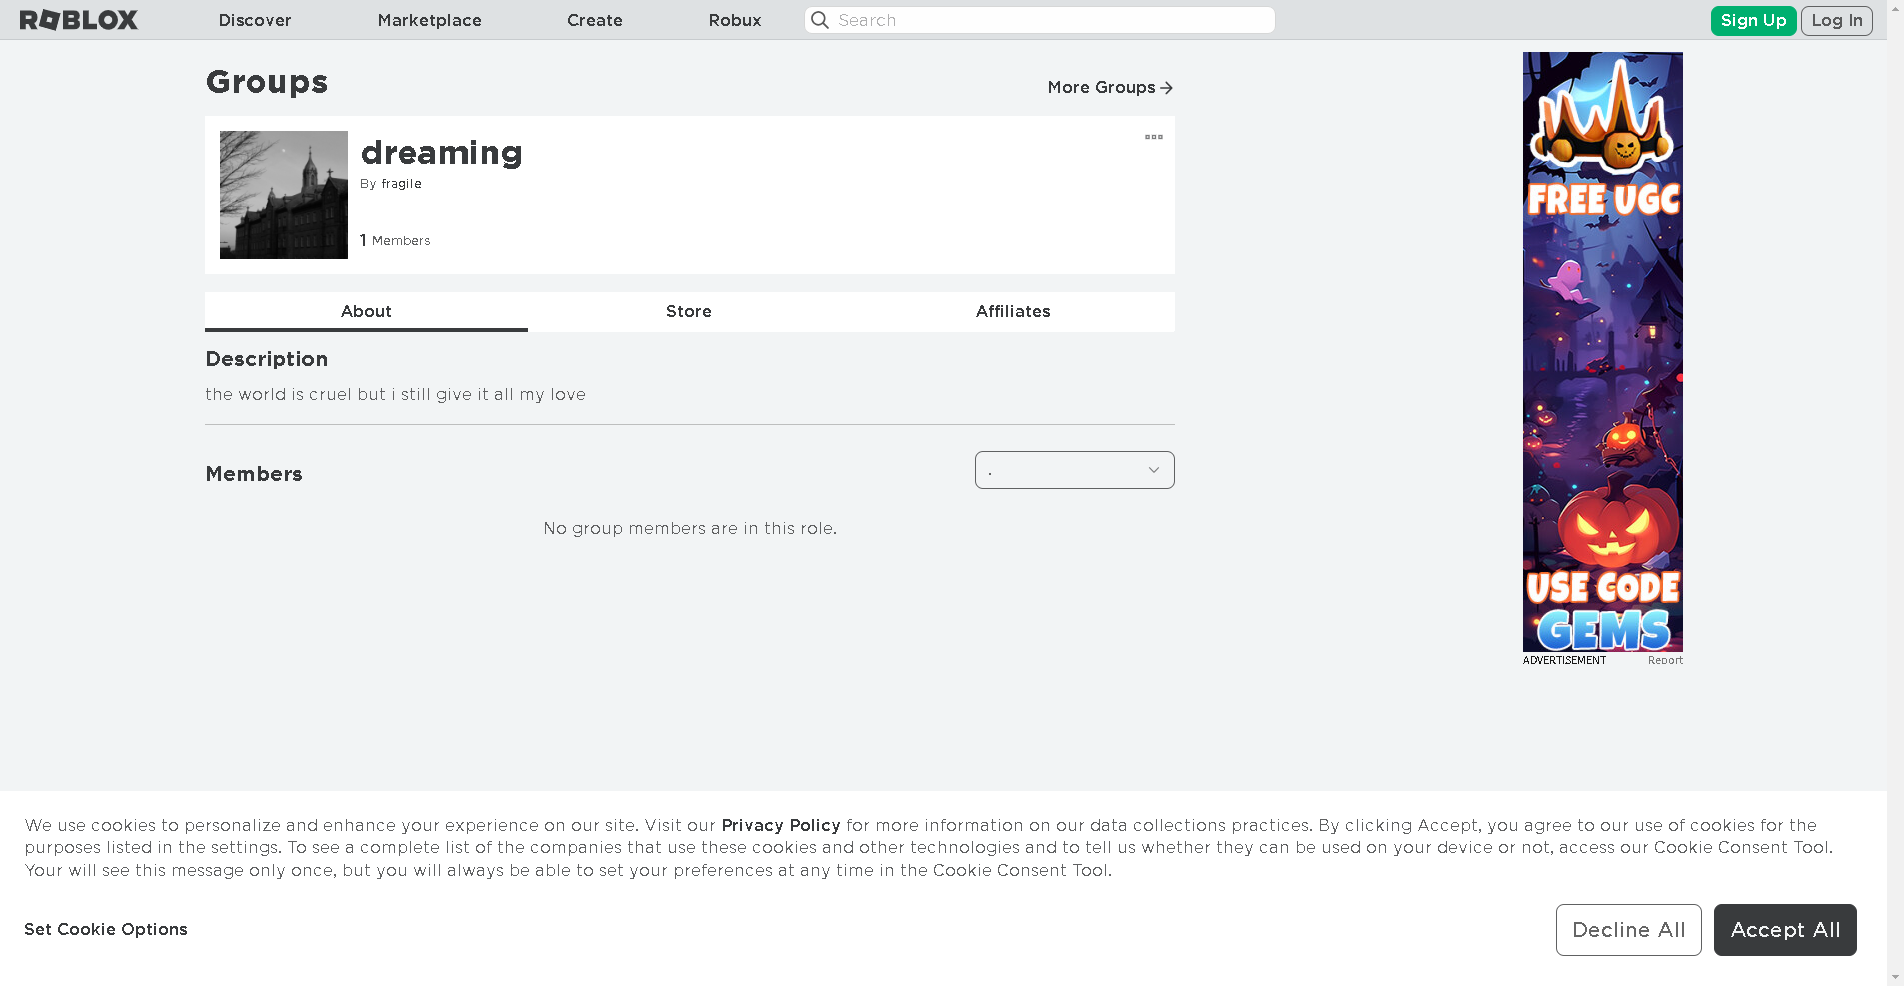 ROBLOX
Discover
Marketplace
Create
Robux
Search
Sign Up
Log In
Groups
More Groups
dreaming
By fragile
1 Members
About
Store
Affiliates
Description
the world is cruel but i still give it all my love
Members
.
No group members are in this role.
FREE UGC
USE CODE
GEMS
ADVERTISEMENT
Report
We use cookies to personalize and enhance your experience on our site. Visit our Privacy Policy for more information on our data collections practices. By clicking Accept, you agree to our use of cookies for the
purposes listed in the settings. To see a complete list of the companies that use these cookies and other technologies and to tell us whether they can be used on your device or not, access our Cookie Consent Tool.
Your will see this message only once, but you will always be able to set your preferences at any time in the Cookie Consent Tool.
Set Cookie Options
Decline All
Accept All